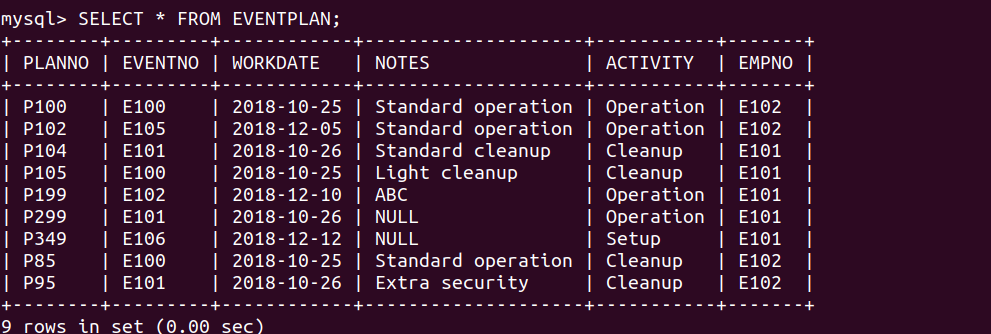 mysql> SELECT * FROM EVENTPLAN;
+--------+---------+------------+--------------------+-----------+-------+
| PLANNO | EVENTNO | WORKDATE   | NOTES              | ACTIVITY  | EMPNO |
+--------+---------+------------+--------------------+-----------+-------+
| P100   | E100    | 2018-10-25 | Standard operation | Operation | E102  |
| P102   | E105    | 2018-12-05 | Standard operation | Operation | E102  |
| P104   | E101    | 2018-10-26 | Standard cleanup   | Cleanup   | E101  |
| P105   | E100    | 2018-10-25 | Light cleanup      | Cleanup   | E101  |
| P199   | E102    | 2018-12-10 | ABC                | Operation | E101  |
| P299   | E101    | 2018-10-26 | NULL               | Operation | E101  |
| P349   | E106    | 2018-12-12 | NULL               | Setup     | E101  |
| P85    | E100    | 2018-10-25 | Standard operation | Cleanup   | E102  |
| P95    | E101    | 2018-10-26 | Extra security     | Cleanup   | E102  |
+--------+---------+------------+--------------------+-----------+-------+
9 rows in set (0.00 sec)